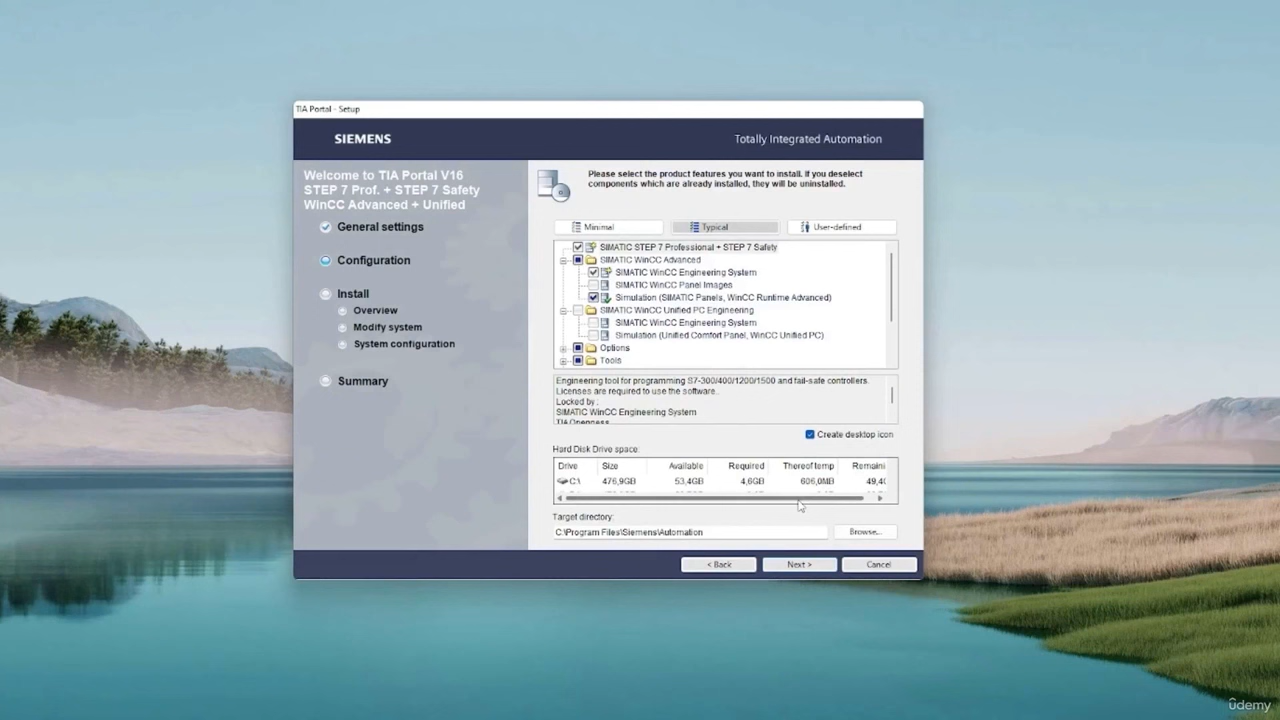 TIA Portal - Setup
SIEMENS
Totally Integrated Automation
Welcome to TIA Portal V16
STEP 7 Prof. + STEP 7 Safety
WinCC Advanced + Unified
General settings
Configuration
Install
Overview
Modify system
System configuration
Summary
Please select the product features you want to install. If you deselect
components which are already installed, they will be uninstalled.
Minimal
Typical
User-defined
SIMATIC STEP 7 Professional + STEP 7 Safety
SIMATIC WinCC Advanced
SIMATIC WinCC Engineering System
SIMATIC WinCC Panel Images
Simulation (SIMATIC Panels, WinCC Runtime Advanced)
SIMATIC WinCC Unified PC Engineering
SIMATIC WinCC Engineering System
Simulation (Unified Comfort Panel, WinCC Unified PC)
Options
Tools
Engineering tool for programming S7-300/400/1200/1500 and fail-safe controllers.
Licenses are required to use the software.
Locked by :
SIMATIC WinCC Engineering System
TIA Openness
Create desktop icon
Hard Disk Drive space:
Drive Size Available Required Thereof temp Remaini
C:\ 476,9GB 53,4GB 4,6GB 606,0MB 49,4(
Target directory:
C:\Program Files\Siemens\Automation
Browse...
< Back
Next >
Cancel
ûdemy